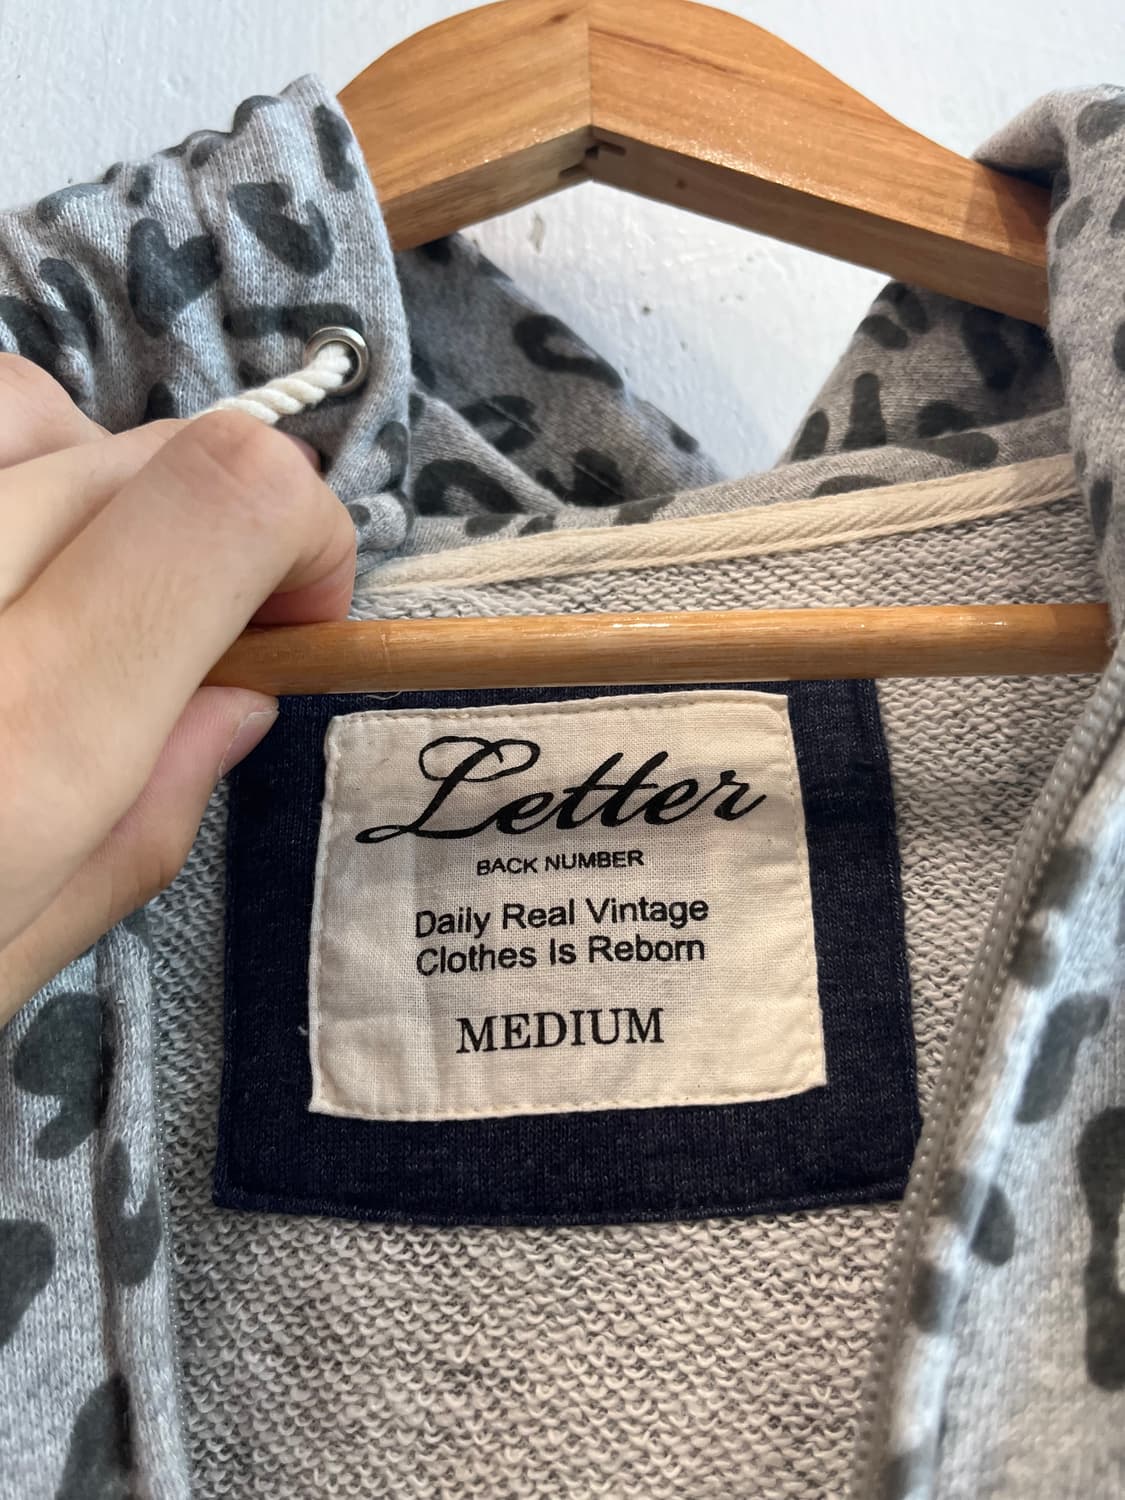 Letter
BACK NUMBER
Daily Real Vintage
Clothes Is Reborn
MEDIUM